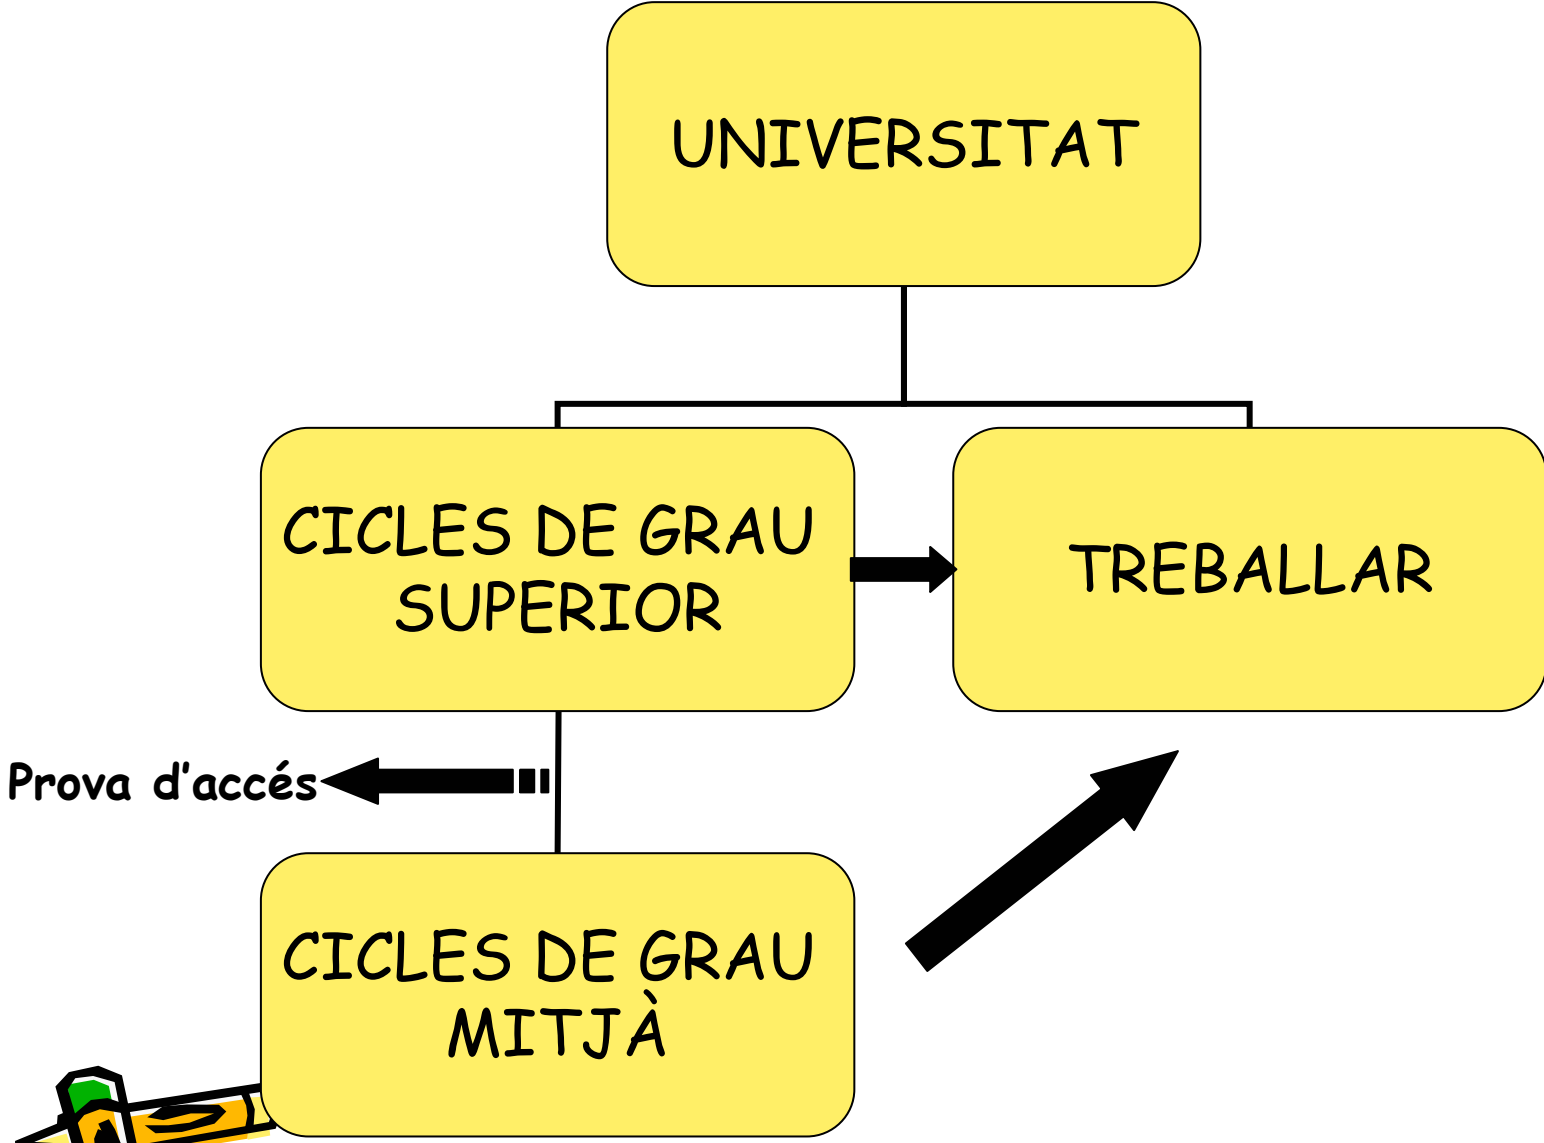 UNIVERSITAT
CICLES DE GRAU
SUPERIOR
TREBALLAR
Prova d'accés
CICLES DE GRAU
MITJÀ